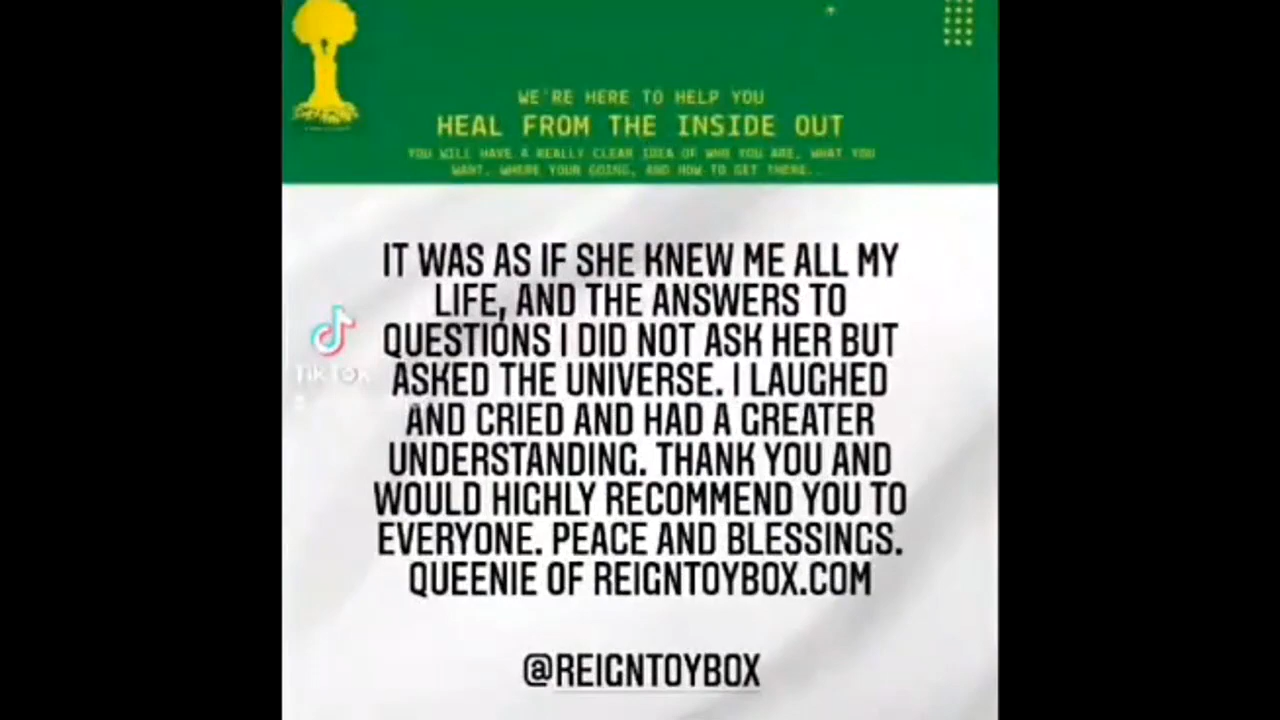 WE'RE HERE TO HELP YOU
HEAL FROM THE INSIDE OUT
YOU WILL HAVE A REALLY CLEAR IDEA OF WHO YOU ARE, WHAT YOU
WANT, WHERE YOUR GOING, AND HOW TO GET THERE..
IT WAS AS IF SHE KNEW ME ALL MY
LIFE, AND THE ANSWERS TO
QUESTIONS I DID NOT ASK HER BUT
ASKED THE UNIVERSE. I LAUGHED
AND CRIED AND HAD A GREATER
UNDERSTANDING. THANK YOU AND
WOULD HIGHLY RECOMMEND YOU TO
EVERYONE. PEACE AND BLESSINGS.
QUEENIE OF REIGNTOYBOX.COM
@REIGNTOYBOX
TikTok